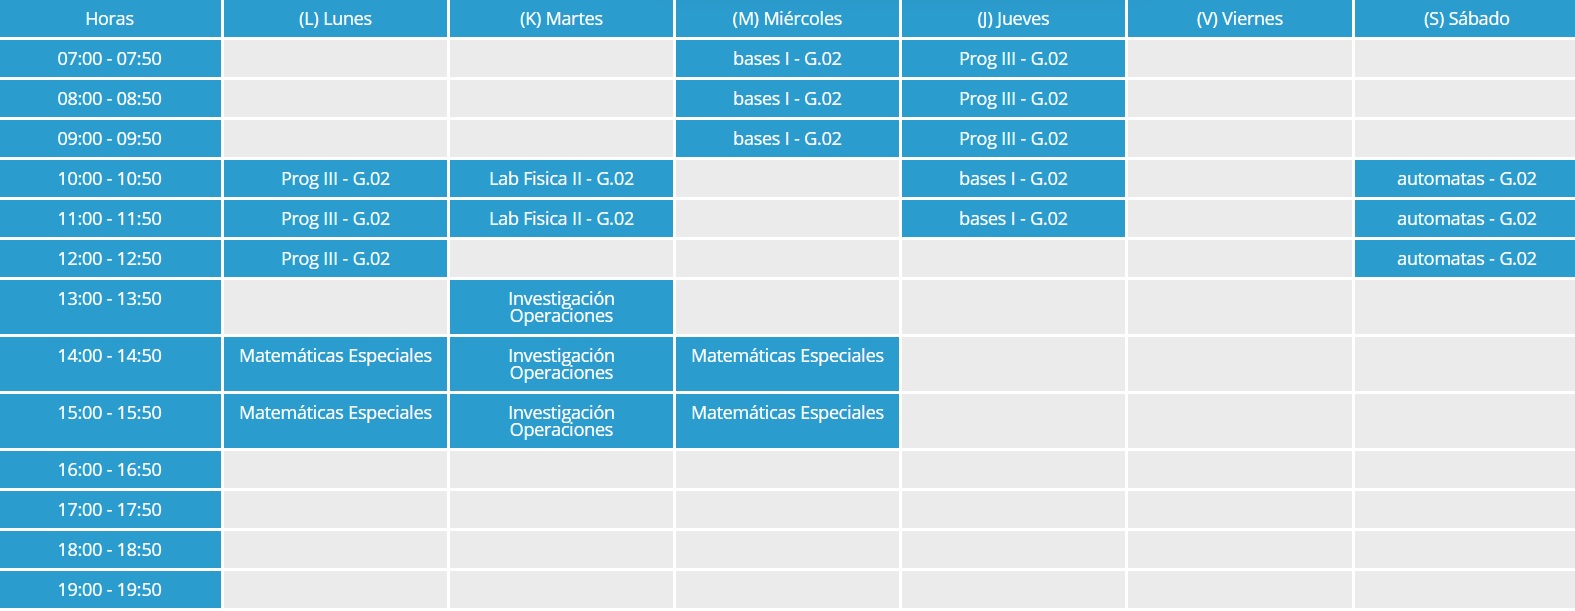 Horas (L) Lunes (K) Martes (M) Miércoles (J) Jueves (V) Viernes (S) Sábado
07:00 - 07:50 bases I - G.02 Prog III - G.02
08:00 - 08:50 bases I - G.02 Prog III - G.02
09:00 - 09:50 bases I - G.02 Prog III - G.02
10:00 - 10:50 Prog III - G.02 Lab Fisica II - G.02 bases I - G.02 automatas - G.02
11:00 - 11:50 Prog III - G.02 Lab Fisica II - G.02 bases I - G.02 automatas - G.02
12:00 - 12:50 Prog III - G.02 automatas - G.02
13:00 - 13:50 Investigación
Operaciones
14:00 - 14:50 Matemáticas Especiales Investigación Matemáticas Especiales
Operaciones
15:00 - 15:50 Matemáticas Especiales Investigación Matemáticas Especiales
Operaciones
16:00 - 16:50
17:00 - 17:50
18:00 - 18:50
19:00 - 19:50